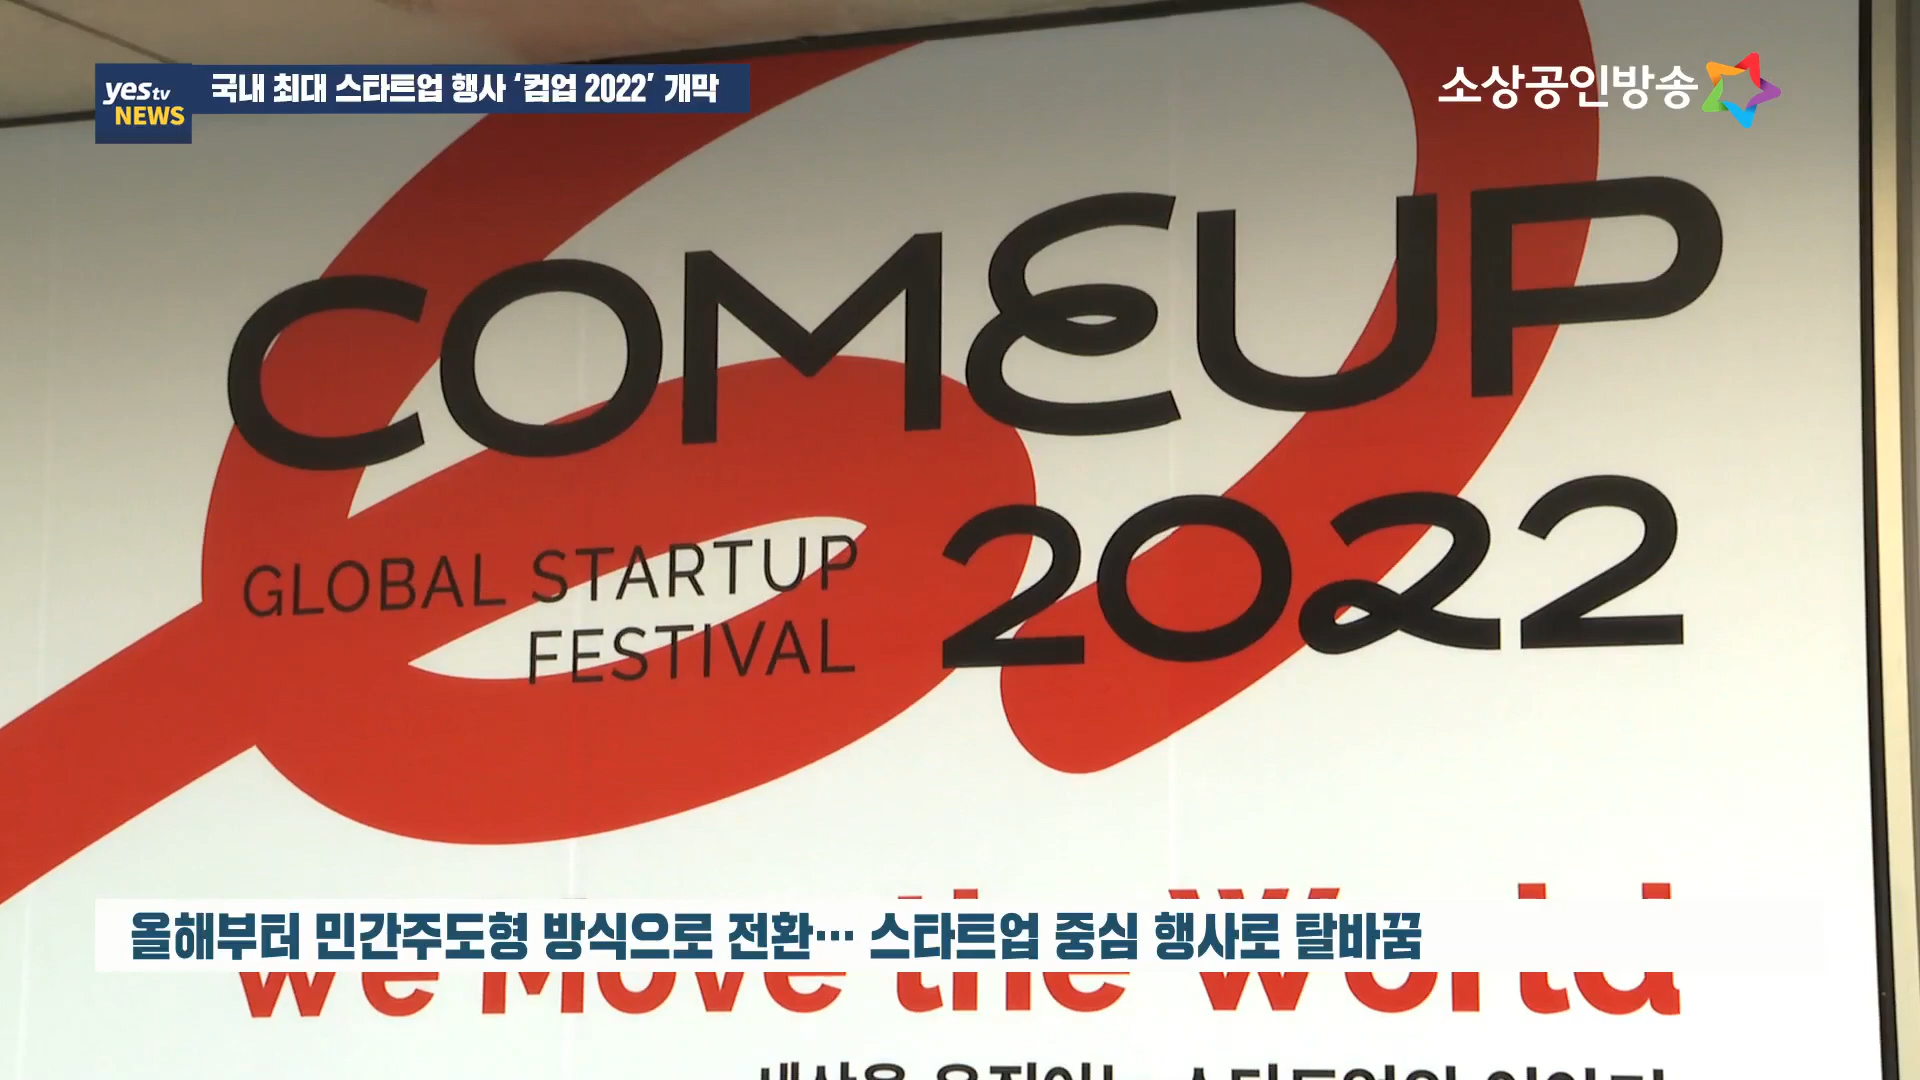 yes tv
NEWS
국내 최대 스타트업 행사 ‘컴업 2022’ 개막
소상공인방송
COMEUP
GLOBAL STARTUP
FESTIVAL
2022
올해부터 민간주도형 방식으로 전환… 스타트업 중심 행사로 탈바꿈
We Move the World